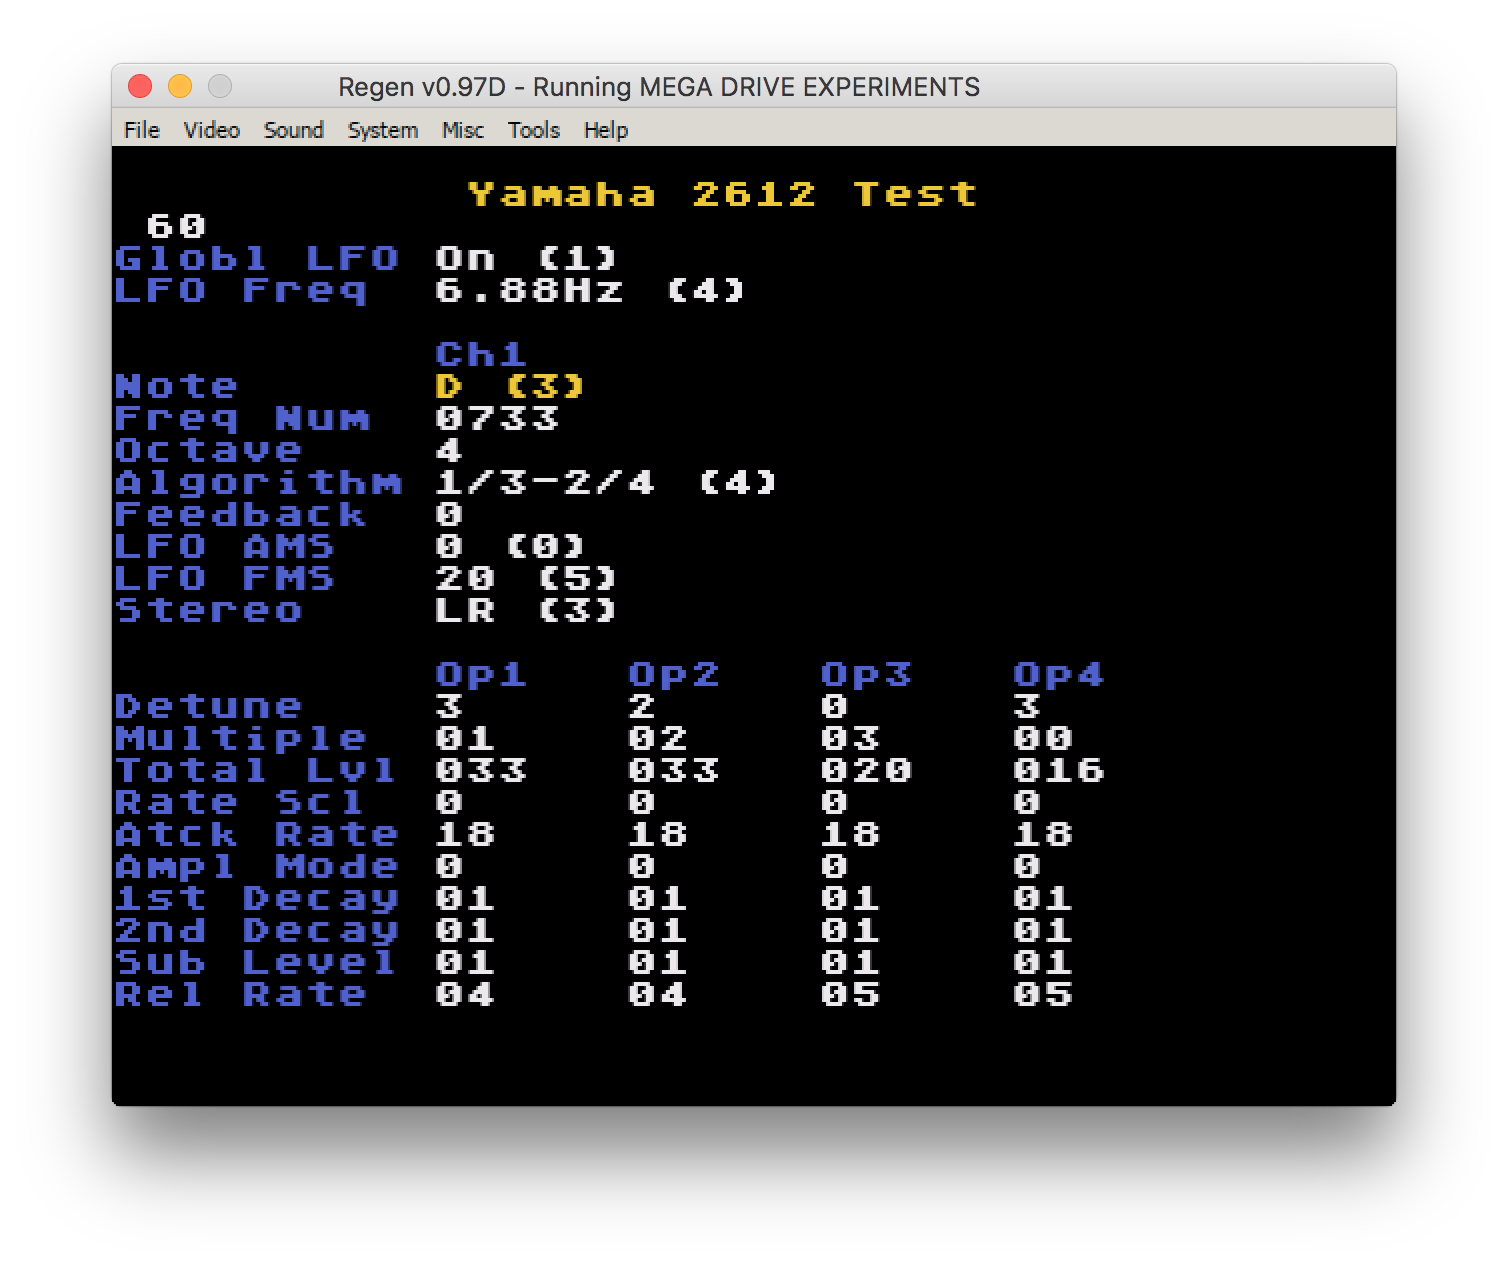 Regen v0.97D - Running MEGA DRIVE EXPERIMENTS
File Video Sound System Misc Tools Help
Yamaha 2612 Test
60
Globl LFO On (1)
LFO Freq 6.88Hz (4)
Ch1
Note D (3)
Freq Num 0733
Octave 4
Algorithm 1/3-2/4 (4)
Feedback 0
LFO AMS 0 (0)
LFO FMS 20 (5)
Stereo LR (3)
Op1 Op2 Op3 Op4
Detune 3 2 0 3
Multiple 01 02 03 00
Total Lvl 033 033 020 016
Rate Scl 0 0 0 0
Atck Rate 18 18 18 18
Ampl Mode 0 0 0 0
1st Decay 01 01 01 01
2nd Decay 01 01 01 01
Sub Level 01 01 01 01
Rel Rate 04 04 05 05